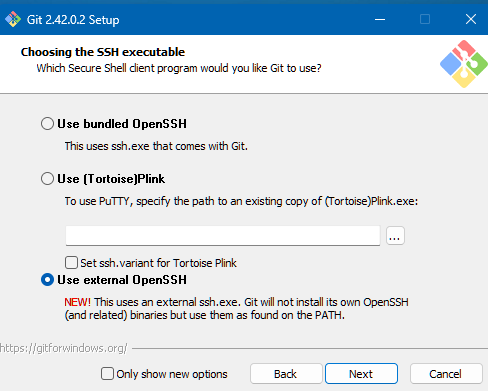 Git 2.42.0.2 Setup
Choosing the SSH executable
Which Secure Shell client program would you like Git to use?
Use bundled OpenSSH
This uses ssh.exe that comes with Git.
Use (Tortoise)Plink
To use PuTTY, specify the path to an existing copy of (Tortoise)Plink.exe:
...
Set ssh.variant for Tortoise Plink
Use external OpenSSH
NEW! This uses an external ssh.exe. Git will not install its own OpenSSH
(and related) binaries but use them as found on the PATH.
https://gitforwindows.org/
Only show new options
Back
Next
Cancel